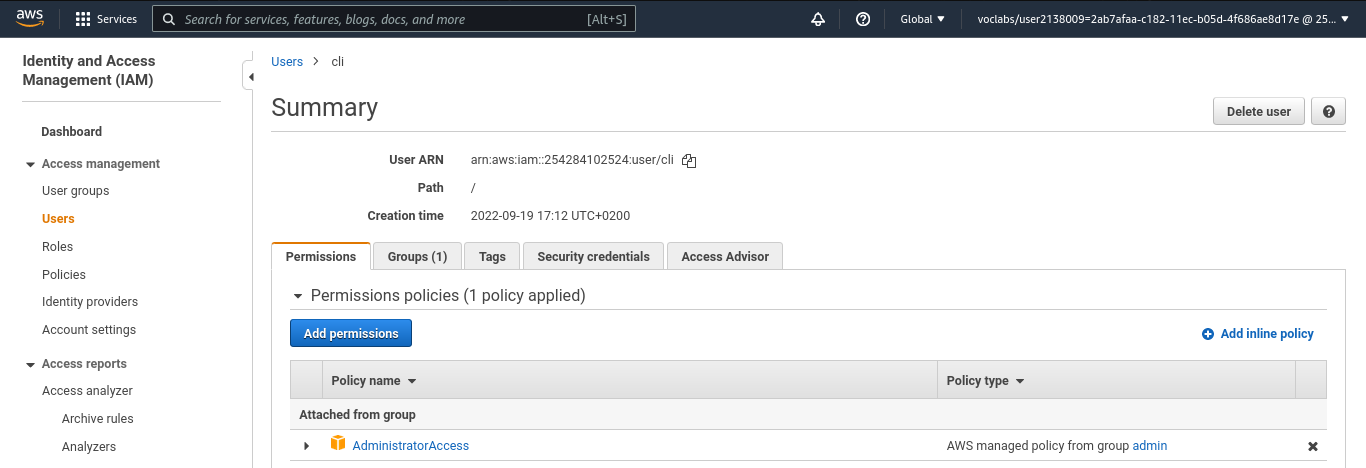 aws Services Search for services, features, blogs, docs, and more [Alt+S] Global voclabs/user2138009=2ab7afaa-c182-11ec-b05d-4f686ae8d17e @ 25...
Identity and Access
Management (IAM)
Dashboard
Access management
User groups
Users
Roles
Policies
Identity providers
Account settings
Access reports
Access analyzer
Archive rules
Analyzers
Users > cli
Summary
Delete user
User ARN arn:aws:iam::254284102524:user/cli
Path /
Creation time 2022-09-19 17:12 UTC+0200
Permissions Groups (1) Tags Security credentials Access Advisor
Permissions policies (1 policy applied)
Add permissions Add inline policy
Policy name Policy type
Attached from group
AdministratorAccess AWS managed policy from group admin